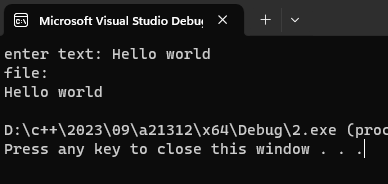 Microsoft Visual Studio Debug
enter text: Hello world
file:
Hello world
D:\c++\2023\09\a21312\x64\Debug\2.exe (proc
Press any key to close this window . . .